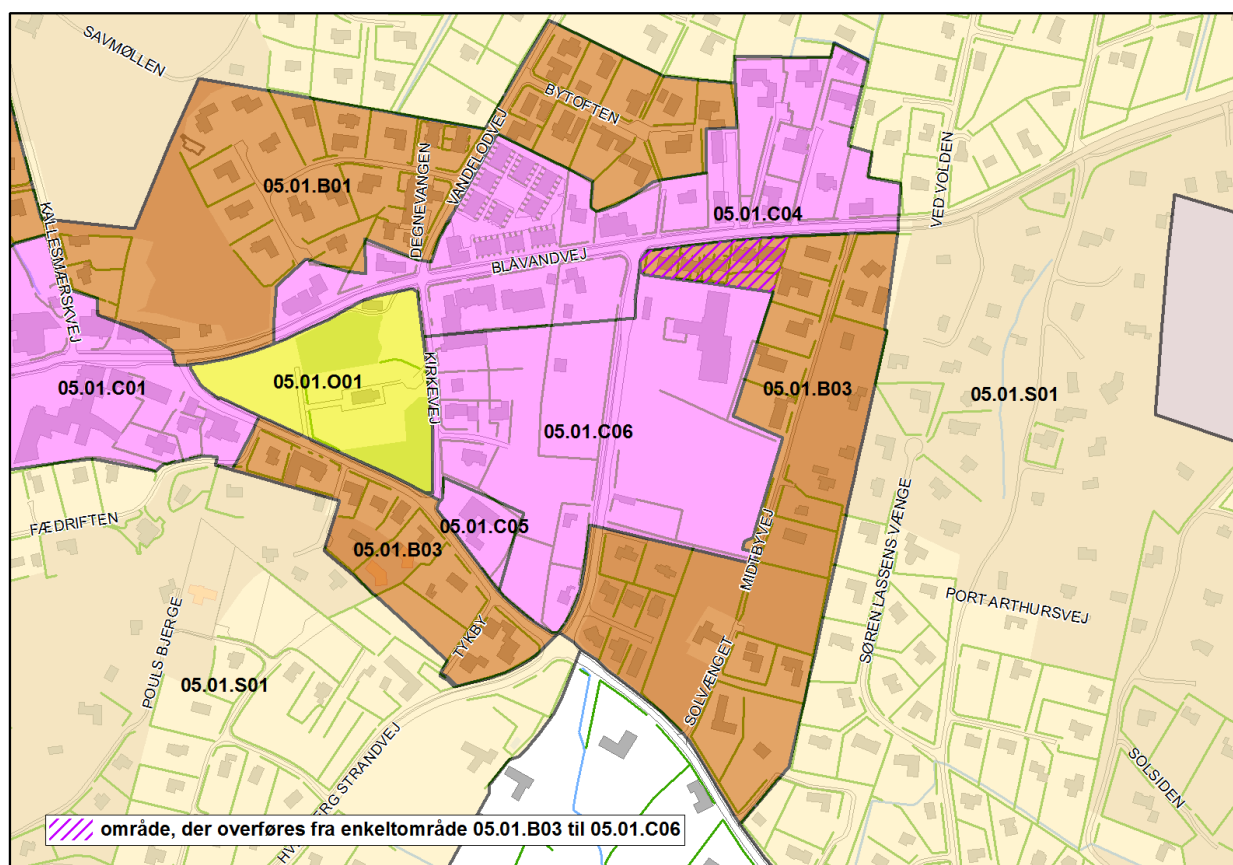 SAVMØLLEN
BYTOFTEN
VANDFLODVEJ
05.01.B01
DEGNEVANGEN
VED VOLDEN
05.01.C04
KALLESMÆRSKVEJ
BLÅVANDVEJ
05.01.O01
KIRKEVEJ
05.01.C01
05.01.B03
05.01.S01
05.01.C06
FÆDRIFTEN
05.01.C05
05.01.B03
MIDTBYVEJ
SØREN LASSENS VÆNGE
PORT ARTHURSVEJ
POULS BJERGE
TYKBY
05.01.S01
SOLVÆNGET
STRANDVEJ
SOLSIDEN
område, der overføres fra enkeltområde 05.01.B03 til 05.01.C06